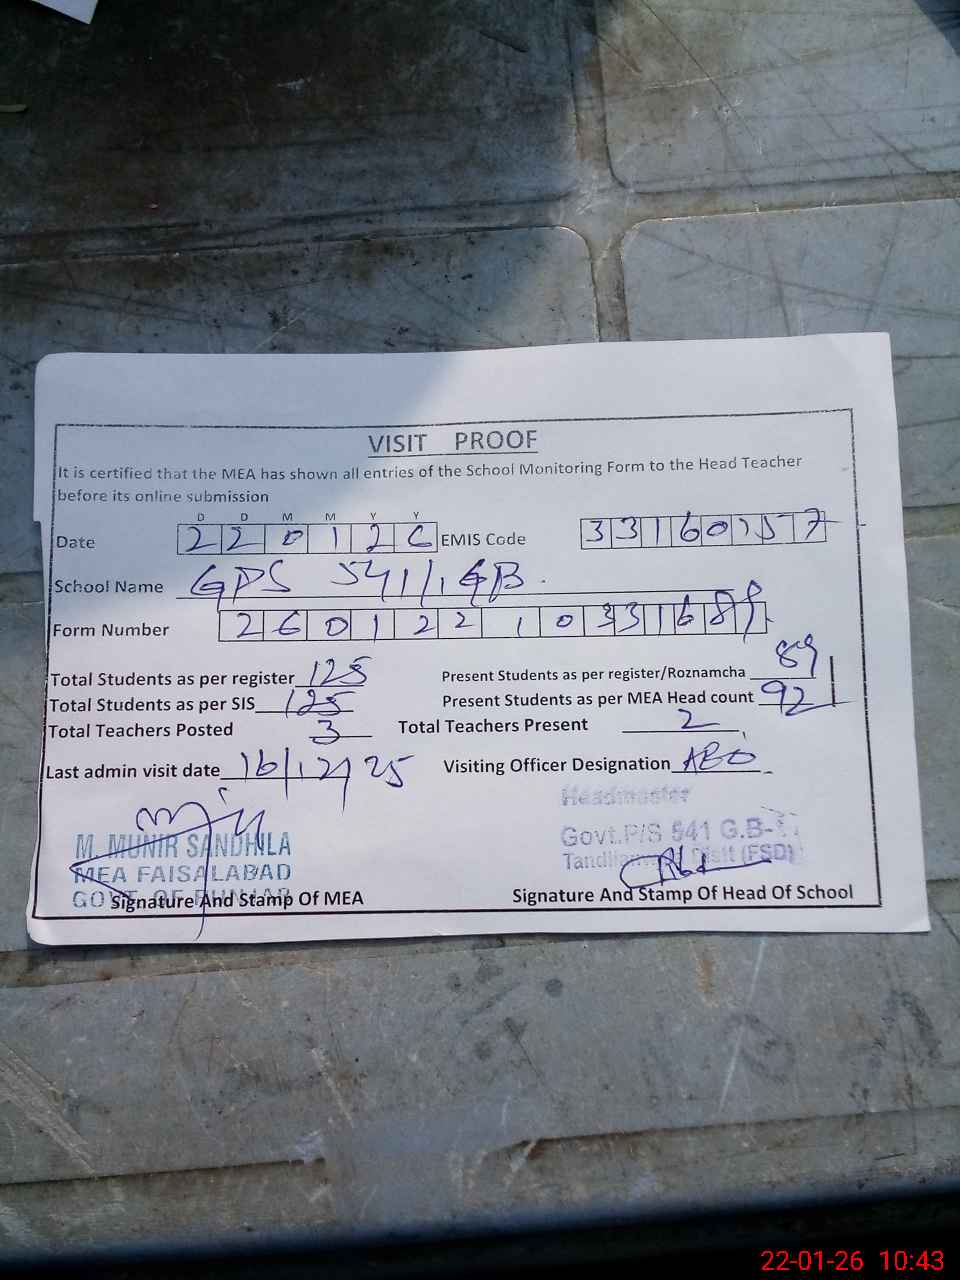 VISIT PROOF
It is certified that the MEA has shown all entries of the School Monitoring Form to the Head Teacher
before its online submission
D D M M Y Y
Date 2 2 0 1 2 6 EMIS Code 3 3 1 6 0 1 5 7
School Name GPS 541/1 GB.
Form Number 2 6 0 1 2 2 1 0 3 3 1 6 8
Total Students as per register 125 Present Students as per register/Roznamcha 89
Total Students as per SIS 125 Present Students as per MEA Head count 92
Total Teachers Posted 3 Total Teachers Present 2
Last admin visit date 16/12/25 Visiting Officer Designation AEO
Headmaster
M. MUNIR SANDHILA Govt.P/S 541 G.B-
MEA FAISALABAD (FSD)
GOVT. OF PUNJAB
Signature And Stamp Of MEA Signature And Stamp Of Head Of School
22-01-26 10:43